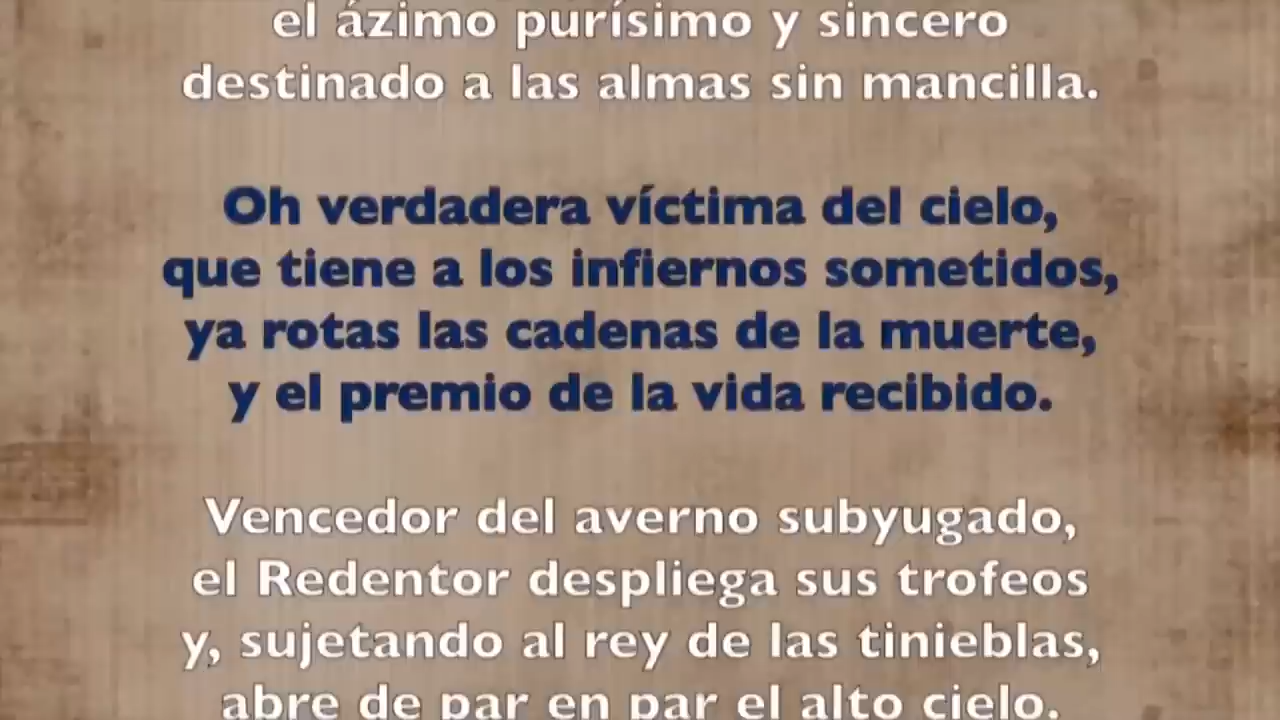 el ázimo purísimo y sincero
destinado a las almas sin mancilla.
Oh verdadera víctima del cielo,
que tiene a los infiernos sometidos,
ya rotas las cadenas de la muerte,
y el premio de la vida recibido.
Vencedor del averno subyugado,
el Redentor despliega sus trofeos
y, sujetando al rey de las tinieblas,
abre de par en par el alto cielo.